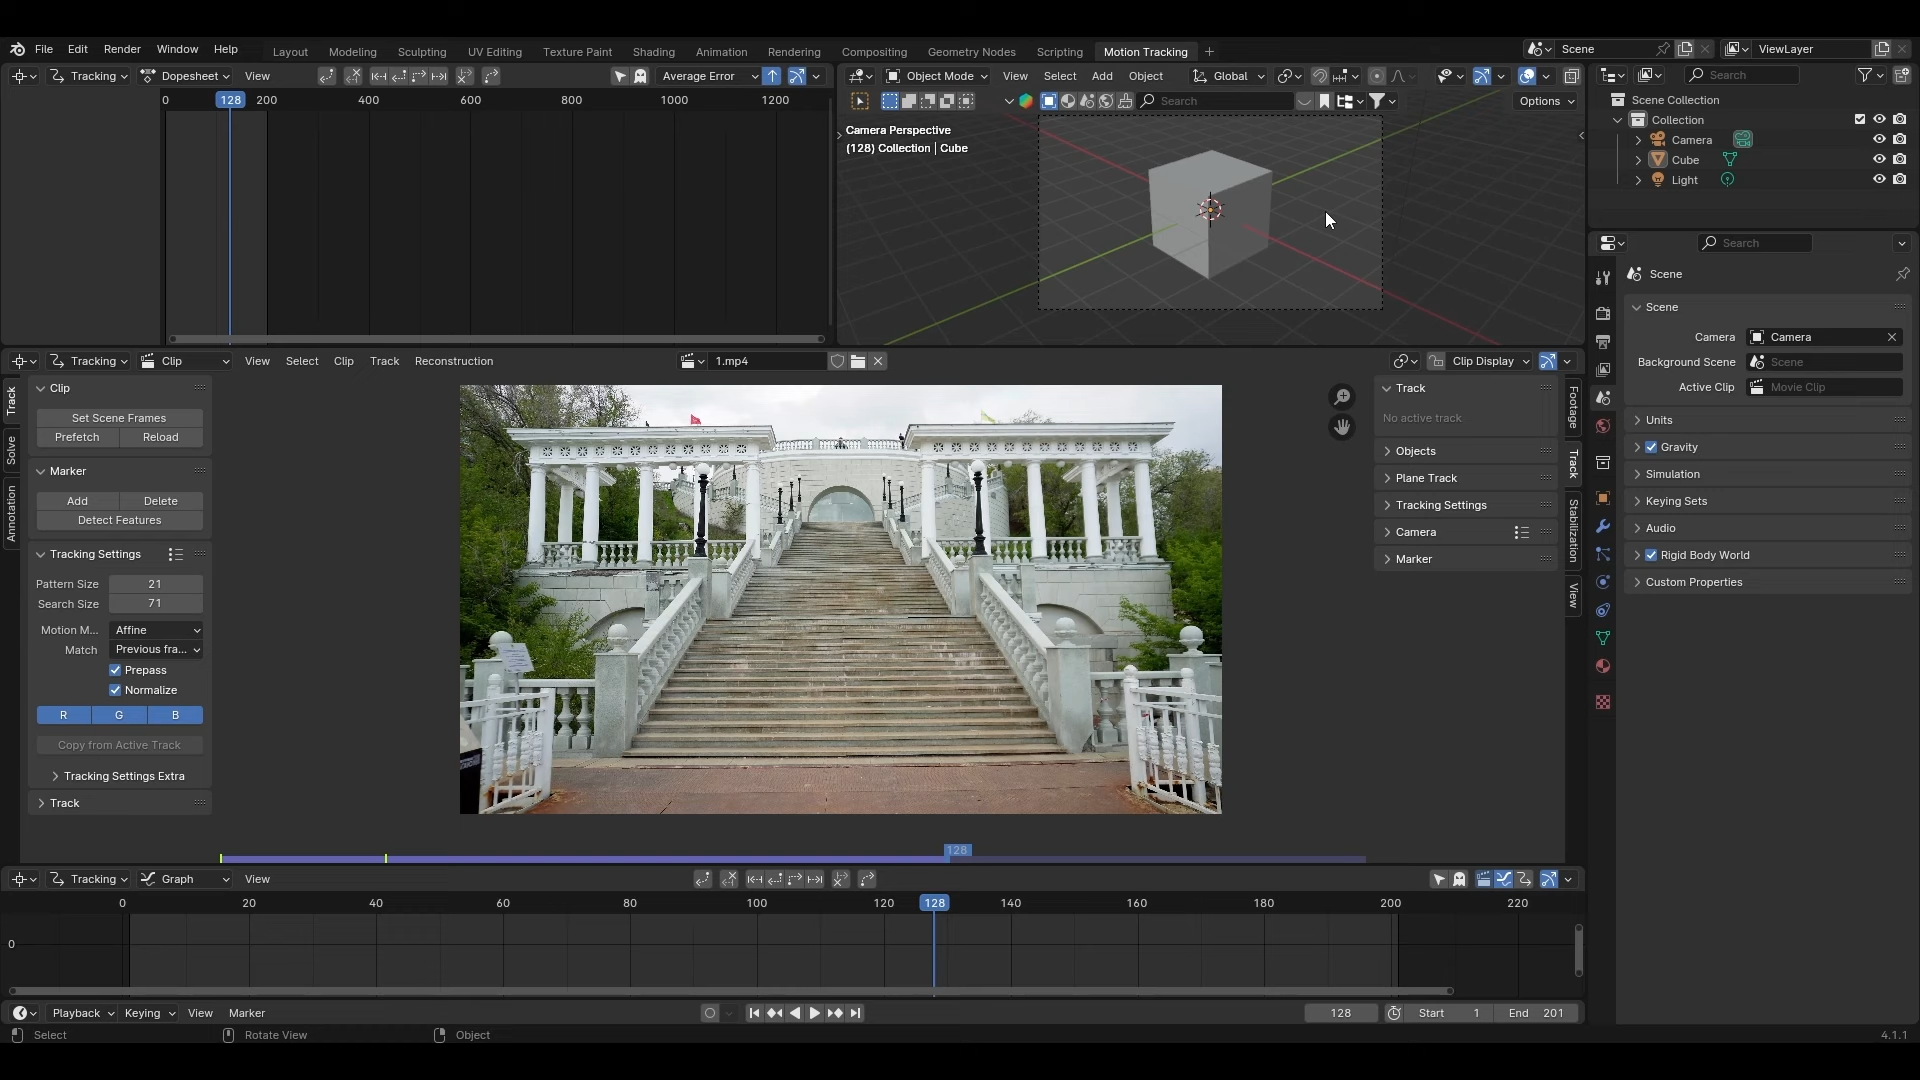 File Edit Render Window Help Layout Modeling Sculpting UV Editing Texture Paint Shading Animation Rendering Compositing Geometry Nodes Scripting Motion Tracking + Scene ViewLayer
Tracking Dopesheet View Average Error
Object Mode View Select Add Object Global
Search
0 128 200 400 600 800 1000 1200
Search Options
Camera Perspective
(128) Collection | Cube
Scene Collection
Collection
Camera
Cube
Light
Search
Scene
Scene
Camera Camera
Background Scene Scene
Active Clip Movie Clip
Units
Gravity
Simulation
Keying Sets
Audio
Rigid Body World
Custom Properties
Tracking Clip View Select Clip Track Reconstruction 1.mp4 Clip Display
Track
Solve
Annotation
Clip
Set Scene Frames
Prefetch Reload
Marker
Add Delete
Detect Features
Tracking Settings
Pattern Size 21
Search Size 71
Motion M... Affine
Match Previous fra...
Prepass
Normalize
R G B
Copy from Active Track
Tracking Settings Extra
Track
Track
No active track
Objects
Plane Track
Tracking Settings
Camera
Marker
Footage
Track
Stabilization
View
128
Tracking Graph View
0 20 40 60 80 100 120 128 140 160 180 200 220
0
Playback Keying View Marker 128 Start 1 End 201
Select Rotate View Object 4.1.1